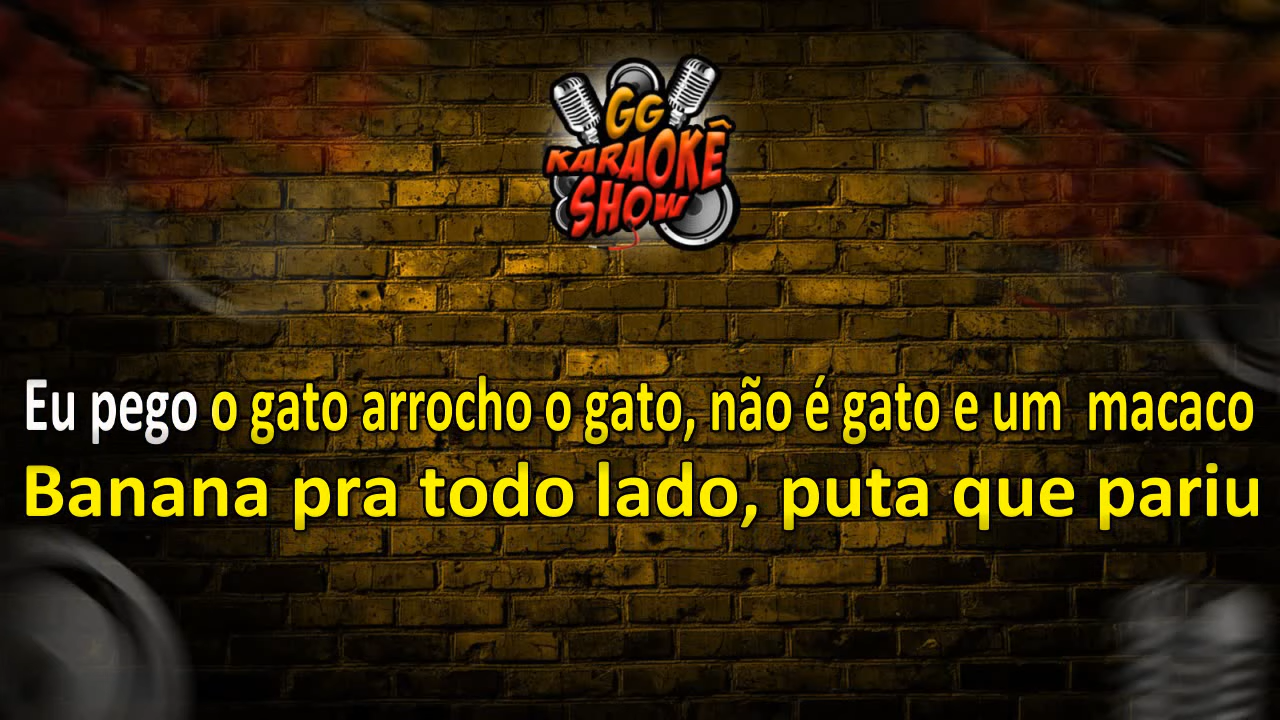 GG
KARAOKÊ
SHOW
Eu pego o gato arrocho o gato, não é gato e um  macaco
Banana pra todo lado, puta que pariu